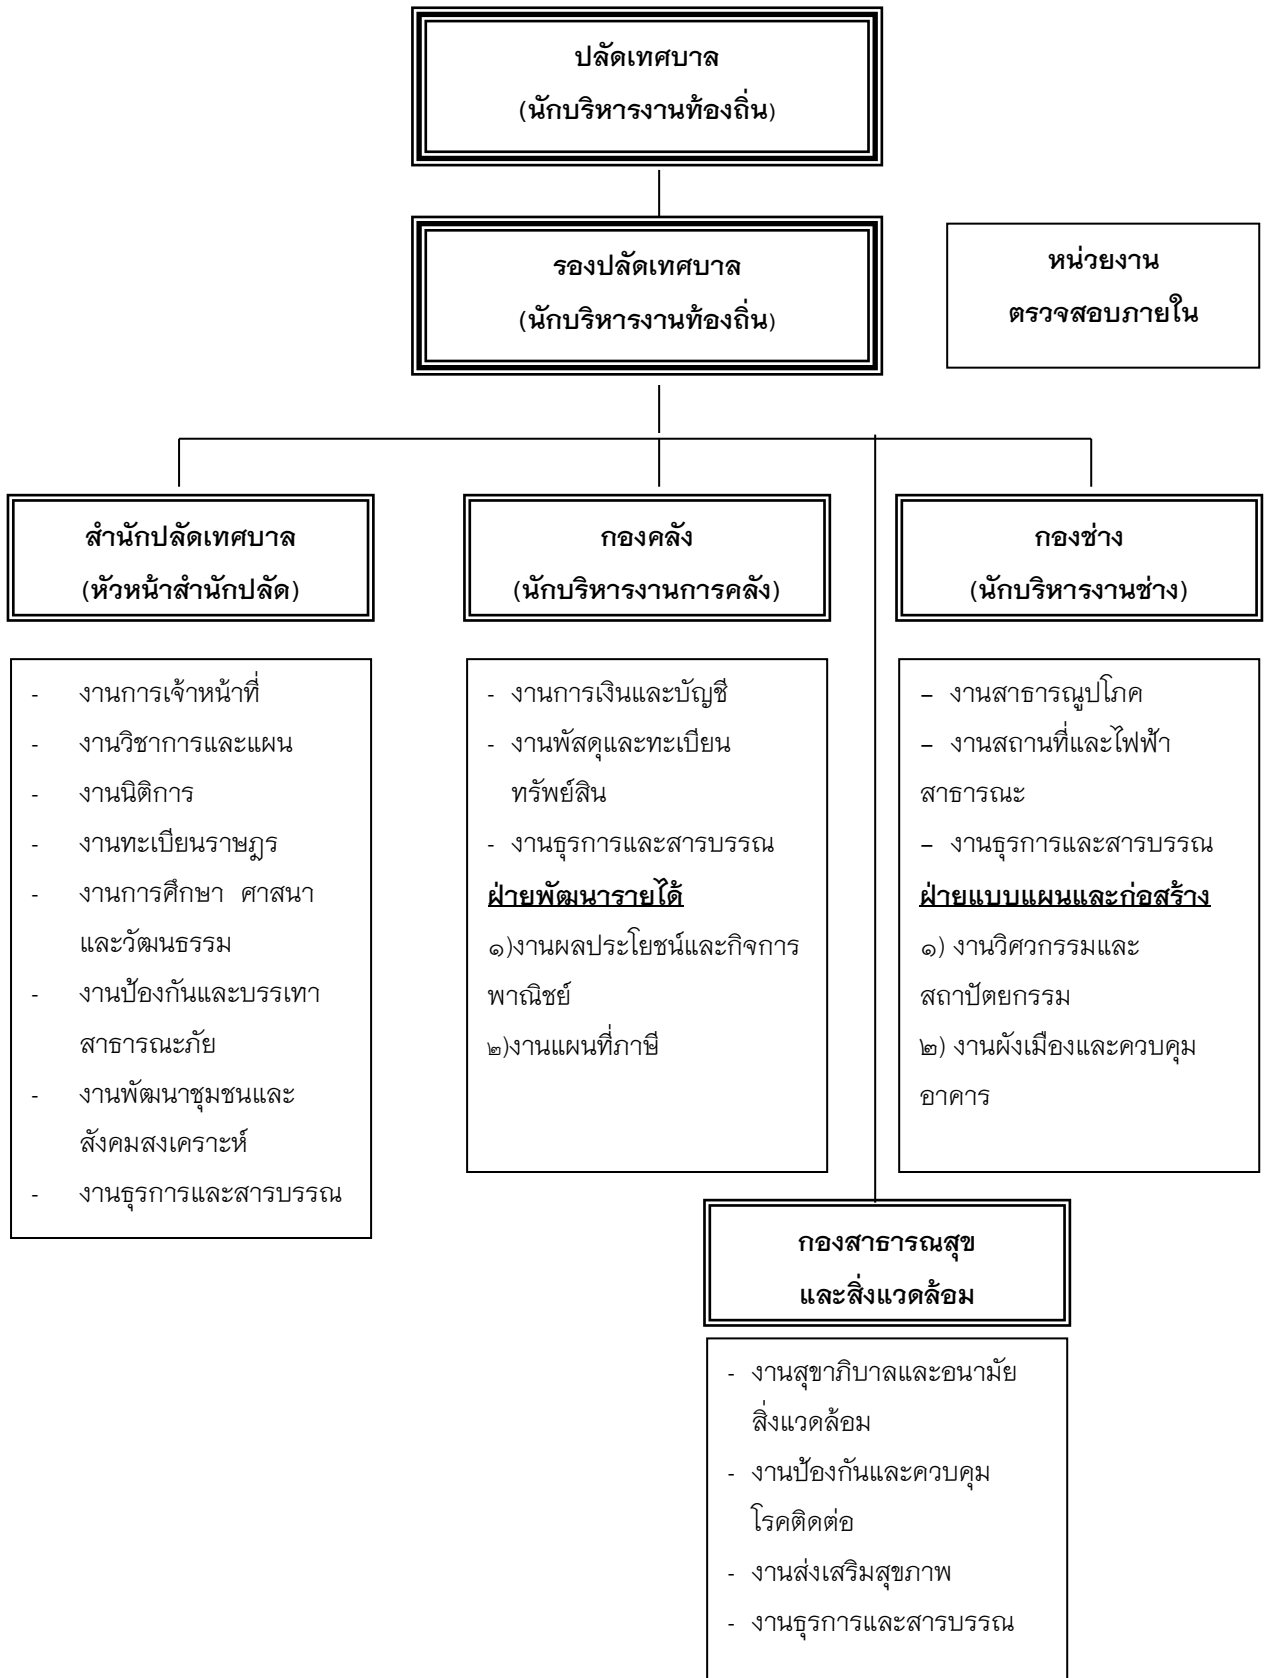 ปลัดเทศบาล
(นักบริหารงานท้องถิ่น)
รองปลัดเทศบาล
(นักบริหารงานท้องถิ่น)
หน่วยงาน
ตรวจสอบภายใน
สำนักปลัดเทศบาล
(หัวหน้าสำนักปลัด)
- งานการเจ้าหน้าที่
- งานวิชาการและแผน
- งานนิติการ
- งานทะเบียนราษฎร
- งานการศึกษา ศาสนา
และวัฒนธรรม
- งานป้องกันและบรรเทา
สาธารณะภัย
- งานพัฒนาชุมชนและ
สังคมสงเคราะห์
- งานธุรการและสารบรรณ
กองคลัง
(นักบริหารงานการคลัง)
- งานการเงินและบัญชี
- งานพัสดุและทะเบียน
ทรัพย์สิน
- งานธุรการและสารบรรณ
ฝ่ายพัฒนารายได้
๑)งานผลประโยชน์และกิจการ
พาณิชย์
๒)งานแผนที่ภาษี
กองช่าง
(นักบริหารงานช่าง)
– งานสาธารณูปโภค
– งานสถานที่และไฟฟ้า
สาธารณะ
– งานธุรการและสารบรรณ
ฝ่ายแบบแผนและก่อสร้าง
๑) งานวิศวกรรมและ
สถาปัตยกรรม
๒) งานผังเมืองและควบคุม
อาคาร
กองสาธารณสุข
และสิ่งแวดล้อม
- งานสุขาภิบาลและอนามัย
สิ่งแวดล้อม
- งานป้องกันและควบคุม
โรคติดต่อ
- งานส่งเสริมสุขภาพ
- งานธุรการและสารบรรณ